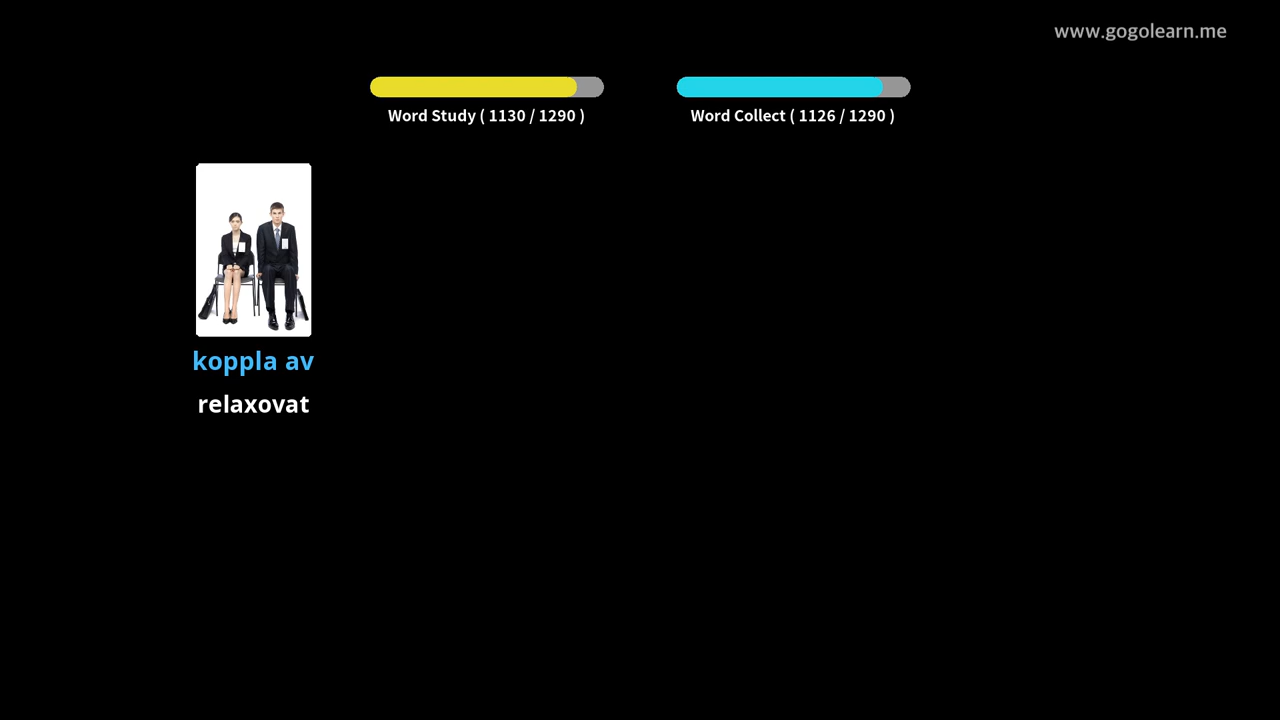 www.gogolearn.me
Word Study ( 1130 / 1290 )
Word Collect ( 1126 / 1290 )
koppla av
relaxovat